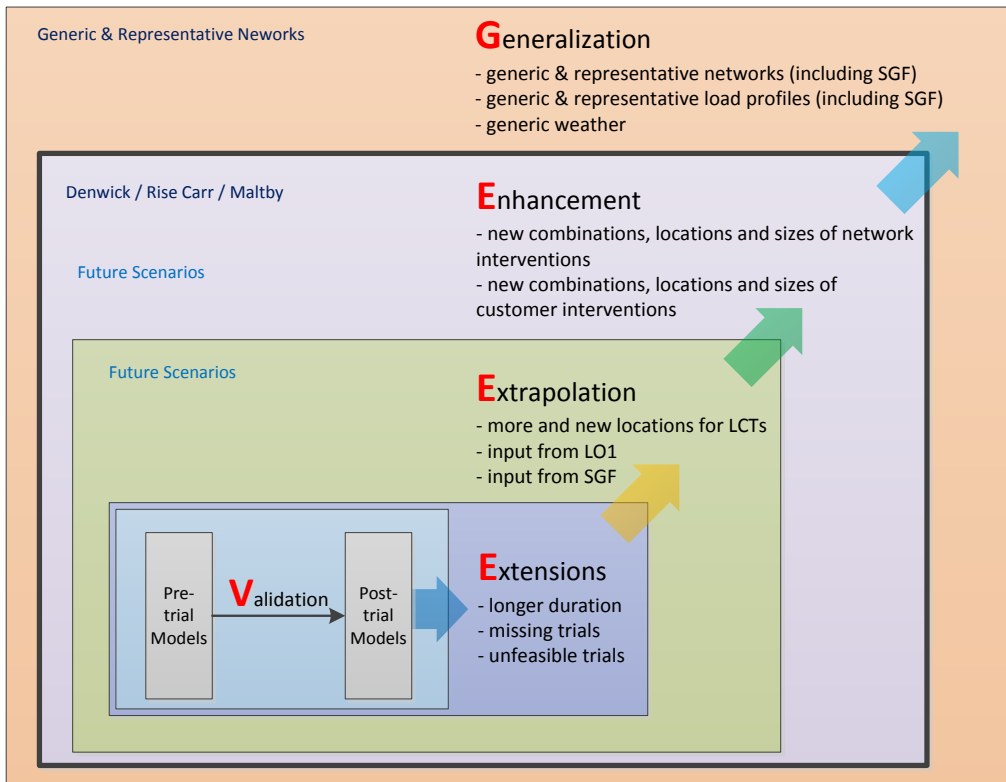 Generic & Representative Neworks
Generalization
- generic & representative networks (including SGF)
- generic & representative load profiles (including SGF)
- generic weather
Denwick / Rise Carr / Maltby
Enhancement
- new combinations, locations and sizes of network
interventions
- new combinations, locations and sizes of
customer interventions
Future Scenarios
Future Scenarios
Extrapolation
- more and new locations for LCTs
- input from LO1
- input from SGF
Pre-
trial
Models
Validation
Post-
trial
Models
Extensions
- longer duration
- missing trials
- unfeasible trials